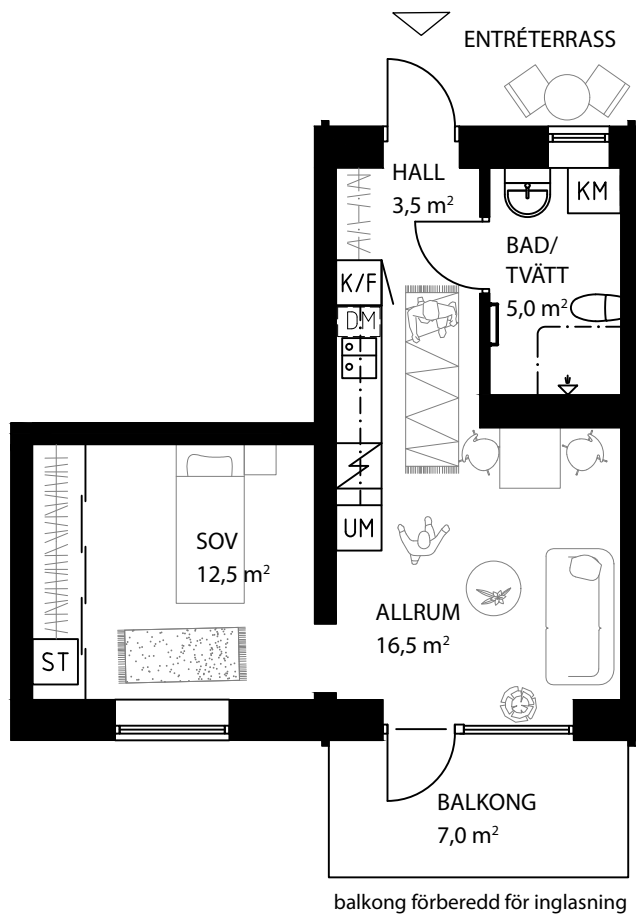 ENTRÉTERRASS
HALL
3,5 m²
KM
BAD/
TVÄTT
5,0 m²
K/F
DM
UM
SOV
12,5 m²
ALLRUM
16,5 m²
ST
BALKONG
7,0 m²
balkong förberedd för inglasning